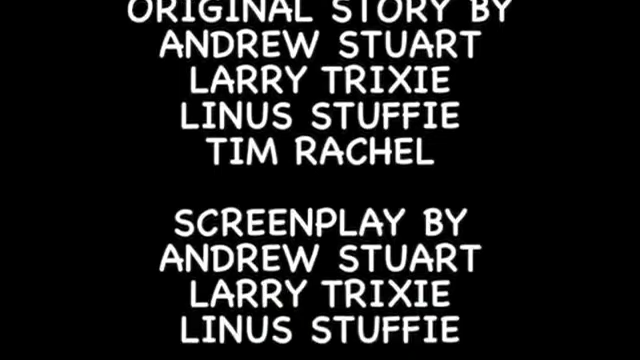 ORIGINAL STORY BY
ANDREW STUART
LARRY TRIXIE
LINUS STUFFIE
TIM RACHEL
SCREENPLAY BY
ANDREW STUART
LARRY TRIXIE
LINUS STUFFIE